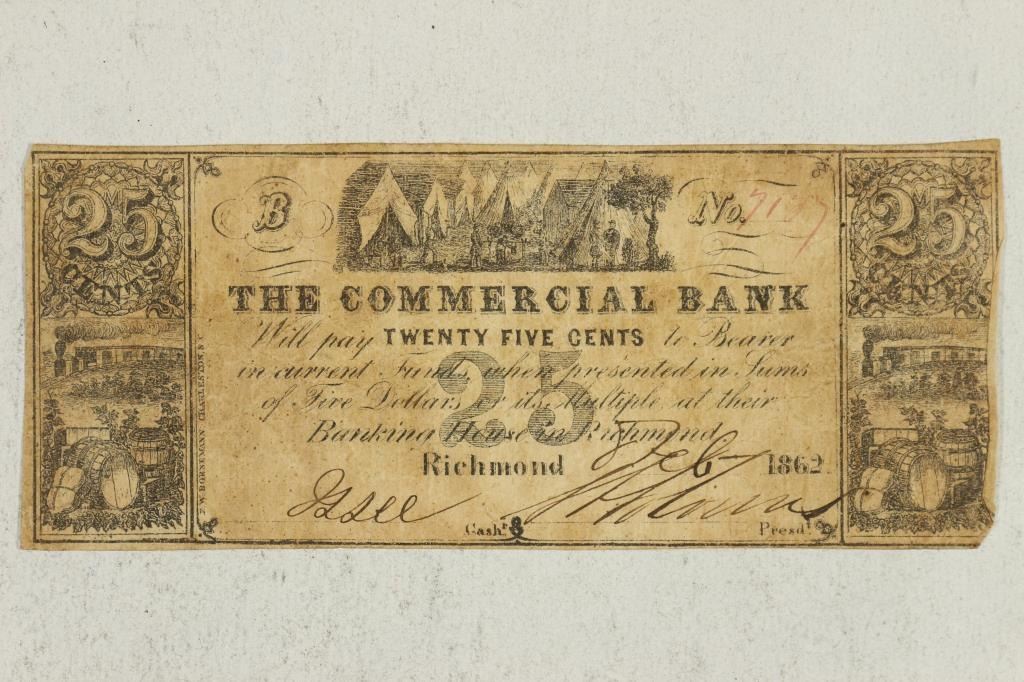 25
CENTS
B
No.
25
CENTS
THE COMMERCIAL BANK
Will pay TWENTY FIVE CENTS to Bearer
in current Funds, when presented in Sums
of Five Dollars or its Multiple, at their
Banking House in Richmond
25
Richmond Feb 1862.
Cash.r
Presd.t